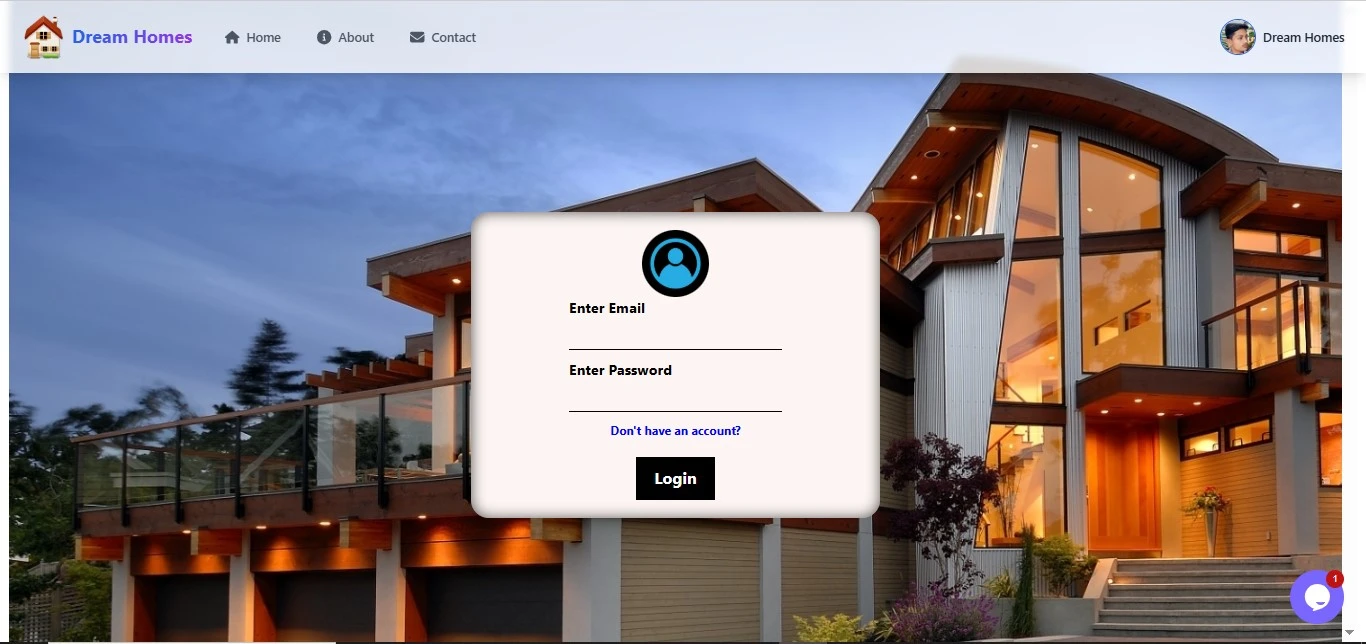 Dream Homes
Home
About
Contact
Dream Homes
Enter Email
Enter Password
Don't have an account?
Login
1